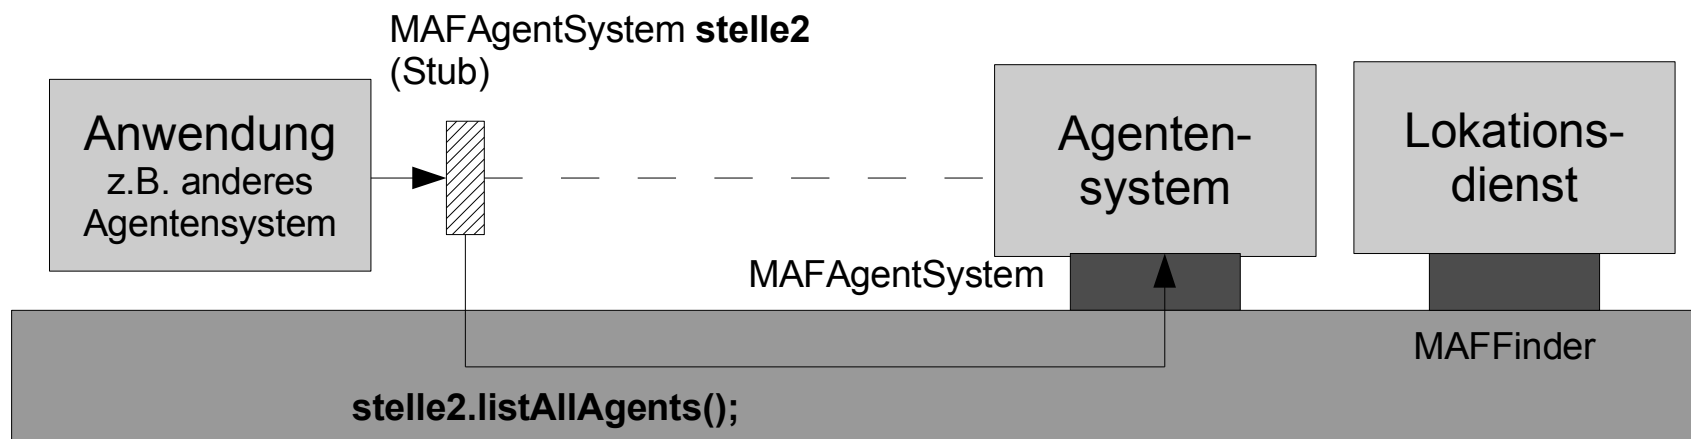 MAFAgentSystem stelle2
(Stub)
Anwendung
z.B. anderes
Agentensystem
Agenten-
system
Lokations-
dienst
MAFAgentSystem
MAFFinder
stelle2.listAllAgents();